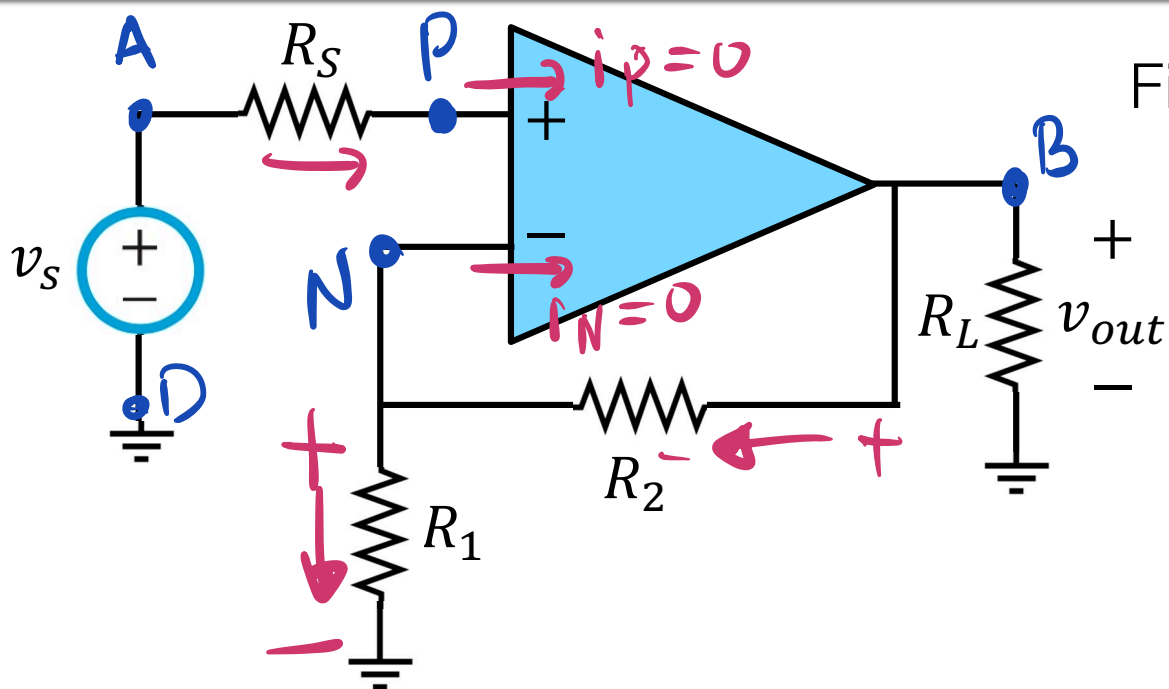 A
R_S
P
i_p = 0
Fi
+
B
v_s
+
−
N
−
+
i_N = 0
R_L
v_out
−
D
+
−
+
R_2
R_1
−